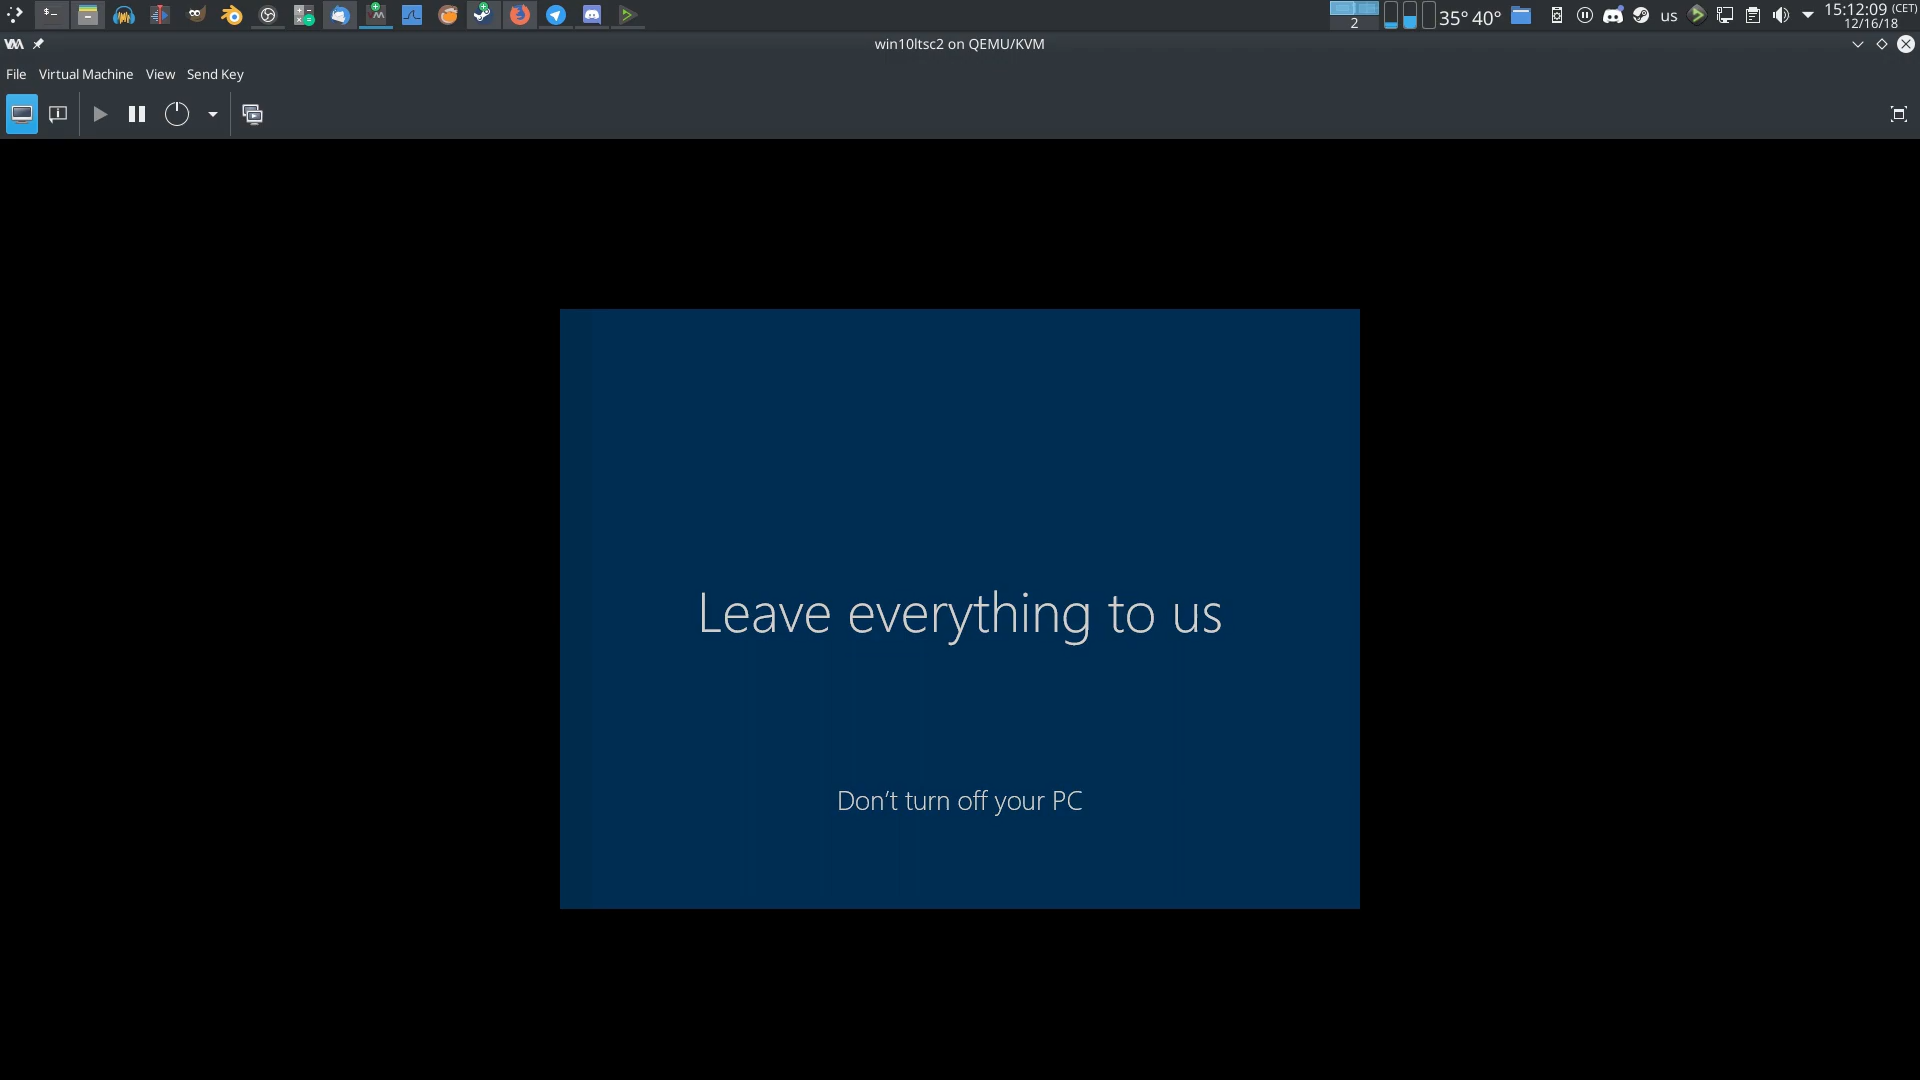 2
35° 40°
us
15:12:09 (CET)
12/16/18
win10ltsc2 on QEMU/KVM
File Virtual Machine View Send Key
Leave everything to us
Don’t turn off your PC